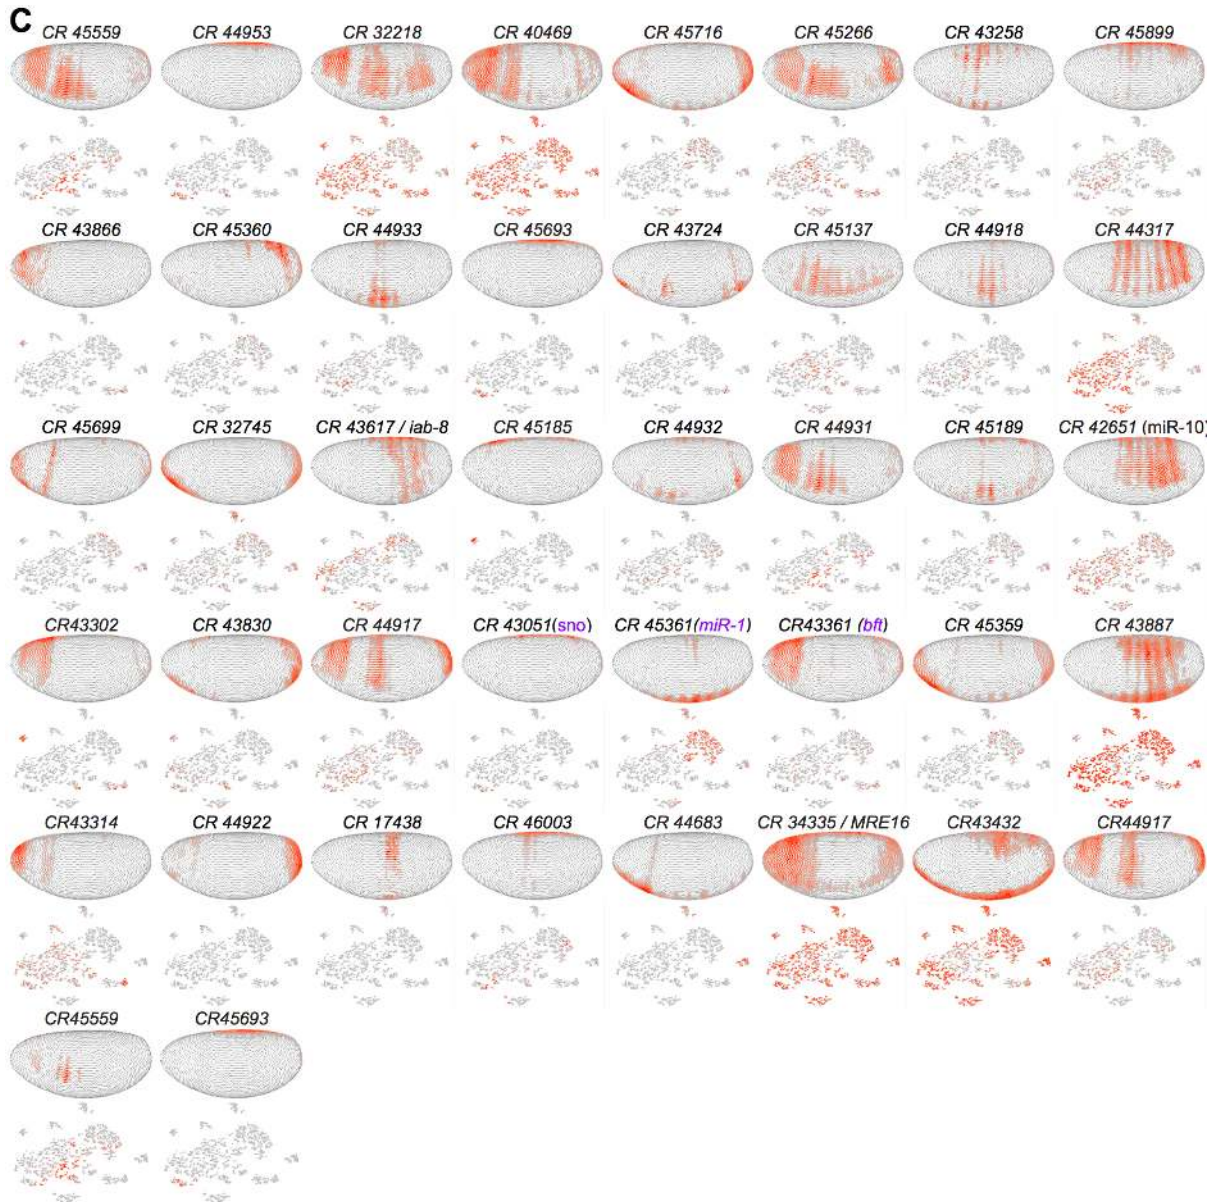 C
CR 45559 CR 44953 CR 32218 CR 40469 CR 45716 CR 45266 CR 43258 CR 45899
CR 43866 CR 45360 CR 44933 CR 45693 CR 43724 CR 45137 CR 44918 CR 44317
CR 45699 CR 32745 CR 43617 / iab-8 CR 45185 CR 44932 CR 44931 CR 45189 CR 42651 (miR-10)
CR43302 CR 43830 CR 44917 CR 43051(sno) CR 45361(miR-1) CR43361 (bft) CR 45359 CR 43887
CR43314 CR 44922 CR 17438 CR 46003 CR 44683 CR 34335 / MRE16 CR43432 CR44917
CR45559 CR45693